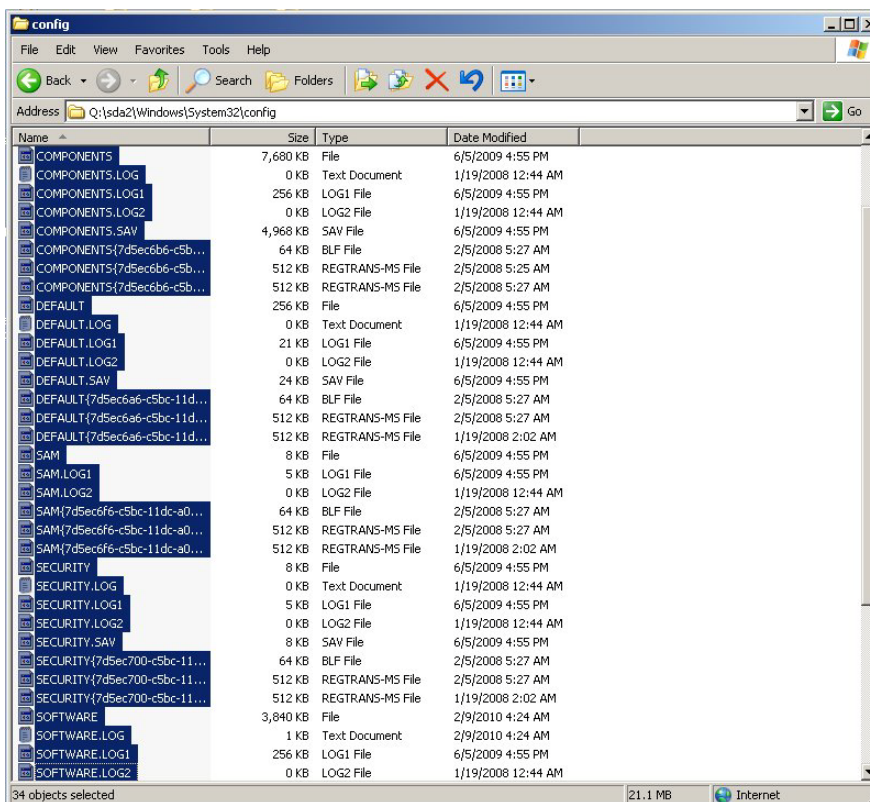 config
File Edit View Favorites Tools Help
Back Search Folders
Address Q:\sda2\Windows\System32\config Go
Name Size Type Date Modified
COMPONENTS 7,680 KB File 6/5/2009 4:55 PM
COMPONENTS.LOG 0 KB Text Document 1/19/2008 12:44 AM
COMPONENTS.LOG1 256 KB LOG1 File 6/5/2009 4:55 PM
COMPONENTS.LOG2 0 KB LOG2 File 1/19/2008 12:44 AM
COMPONENTS.SAV 4,968 KB SAV File 6/5/2009 4:55 PM
COMPONENTS{7d5ec6b6-c5b... 64 KB BLF File 2/5/2008 5:27 AM
COMPONENTS{7d5ec6b6-c5b... 512 KB REGTRANS-MS File 2/5/2008 5:25 AM
COMPONENTS{7d5ec6b6-c5b... 512 KB REGTRANS-MS File 2/5/2008 5:27 AM
DEFAULT 256 KB File 6/5/2009 4:55 PM
DEFAULT.LOG 0 KB Text Document 1/19/2008 12:44 AM
DEFAULT.LOG1 21 KB LOG1 File 6/5/2009 4:55 PM
DEFAULT.LOG2 0 KB LOG2 File 1/19/2008 12:44 AM
DEFAULT.SAV 24 KB SAV File 6/5/2009 4:55 PM
DEFAULT{7d5ec6a6-c5bc-11d... 64 KB BLF File 2/5/2008 5:27 AM
DEFAULT{7d5ec6a6-c5bc-11d... 512 KB REGTRANS-MS File 2/5/2008 5:27 AM
DEFAULT{7d5ec6a6-c5bc-11d... 512 KB REGTRANS-MS File 1/19/2008 2:02 AM
SAM 8 KB File 6/5/2009 4:55 PM
SAM.LOG1 5 KB LOG1 File 6/5/2009 4:55 PM
SAM.LOG2 0 KB LOG2 File 1/19/2008 12:44 AM
SAM{7d5ec6f6-c5bc-11dc-a0... 64 KB BLF File 2/5/2008 5:27 AM
SAM{7d5ec6f6-c5bc-11dc-a0... 512 KB REGTRANS-MS File 2/5/2008 5:27 AM
SAM{7d5ec6f6-c5bc-11dc-a0... 512 KB REGTRANS-MS File 1/19/2008 2:02 AM
SECURITY 8 KB File 6/5/2009 4:55 PM
SECURITY.LOG 0 KB Text Document 1/19/2008 12:44 AM
SECURITY.LOG1 5 KB LOG1 File 6/5/2009 4:55 PM
SECURITY.LOG2 0 KB LOG2 File 1/19/2008 12:44 AM
SECURITY.SAV 8 KB SAV File 6/5/2009 4:55 PM
SECURITY{7d5ec700-c5bc-11... 64 KB BLF File 2/5/2008 5:27 AM
SECURITY{7d5ec700-c5bc-11... 512 KB REGTRANS-MS File 2/5/2008 5:27 AM
SECURITY{7d5ec700-c5bc-11... 512 KB REGTRANS-MS File 1/19/2008 2:02 AM
SOFTWARE 3,840 KB File 2/9/2010 4:24 AM
SOFTWARE.LOG 1 KB Text Document 2/9/2010 4:24 AM
SOFTWARE.LOG1 256 KB LOG1 File 6/5/2009 4:55 PM
SOFTWARE.LOG2 0 KB LOG2 File 1/19/2008 12:44 AM
34 objects selected 21.1 MB Internet